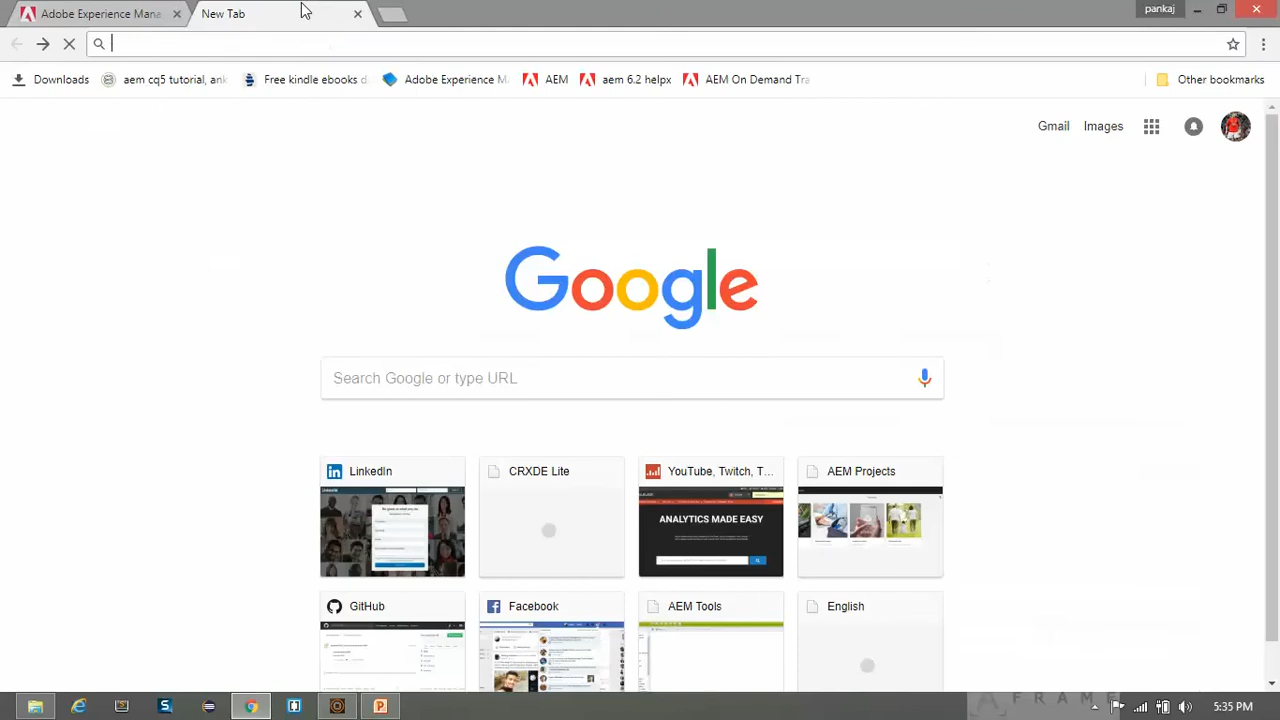 Adobe Experience Mana
New Tab
pankaj
Downloads
aem cq5 tutorial, ank
Free kindle ebooks d
Adobe Experience M
AEM
aem 6.2 helpx
AEM On Demand Tra
Other bookmarks
Gmail
Images
Google
Search Google or type URL
LinkedIn
CRXDE Lite
YouTube, Twitch, T...
AEM Projects
ANALYTICS MADE EASY
GitHub
Facebook
AEM Tools
English
FRAME
5:35 PM